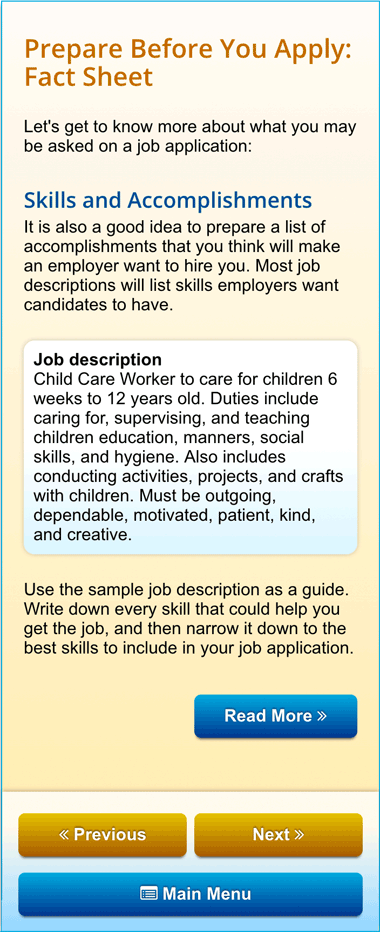 Prepare Before You Apply:
Fact Sheet
Let's get to know more about what you may
be asked on a job application:
Skills and Accomplishments
It is also a good idea to prepare a list of
accomplishments that you think will make
an employer want to hire you. Most job
descriptions will list skills employers want
candidates to have.
Job description
Child Care Worker to care for children 6
weeks to 12 years old. Duties include
caring for, supervising, and teaching
children education, manners, social
skills, and hygiene. Also includes
conducting activities, projects, and crafts
with children. Must be outgoing,
dependable, motivated, patient, kind,
and creative.
Use the sample job description as a guide.
Write down every skill that could help you
get the job, and then narrow it down to the
best skills to include in your job application.
Read More »
« Previous
Next »
Main Menu